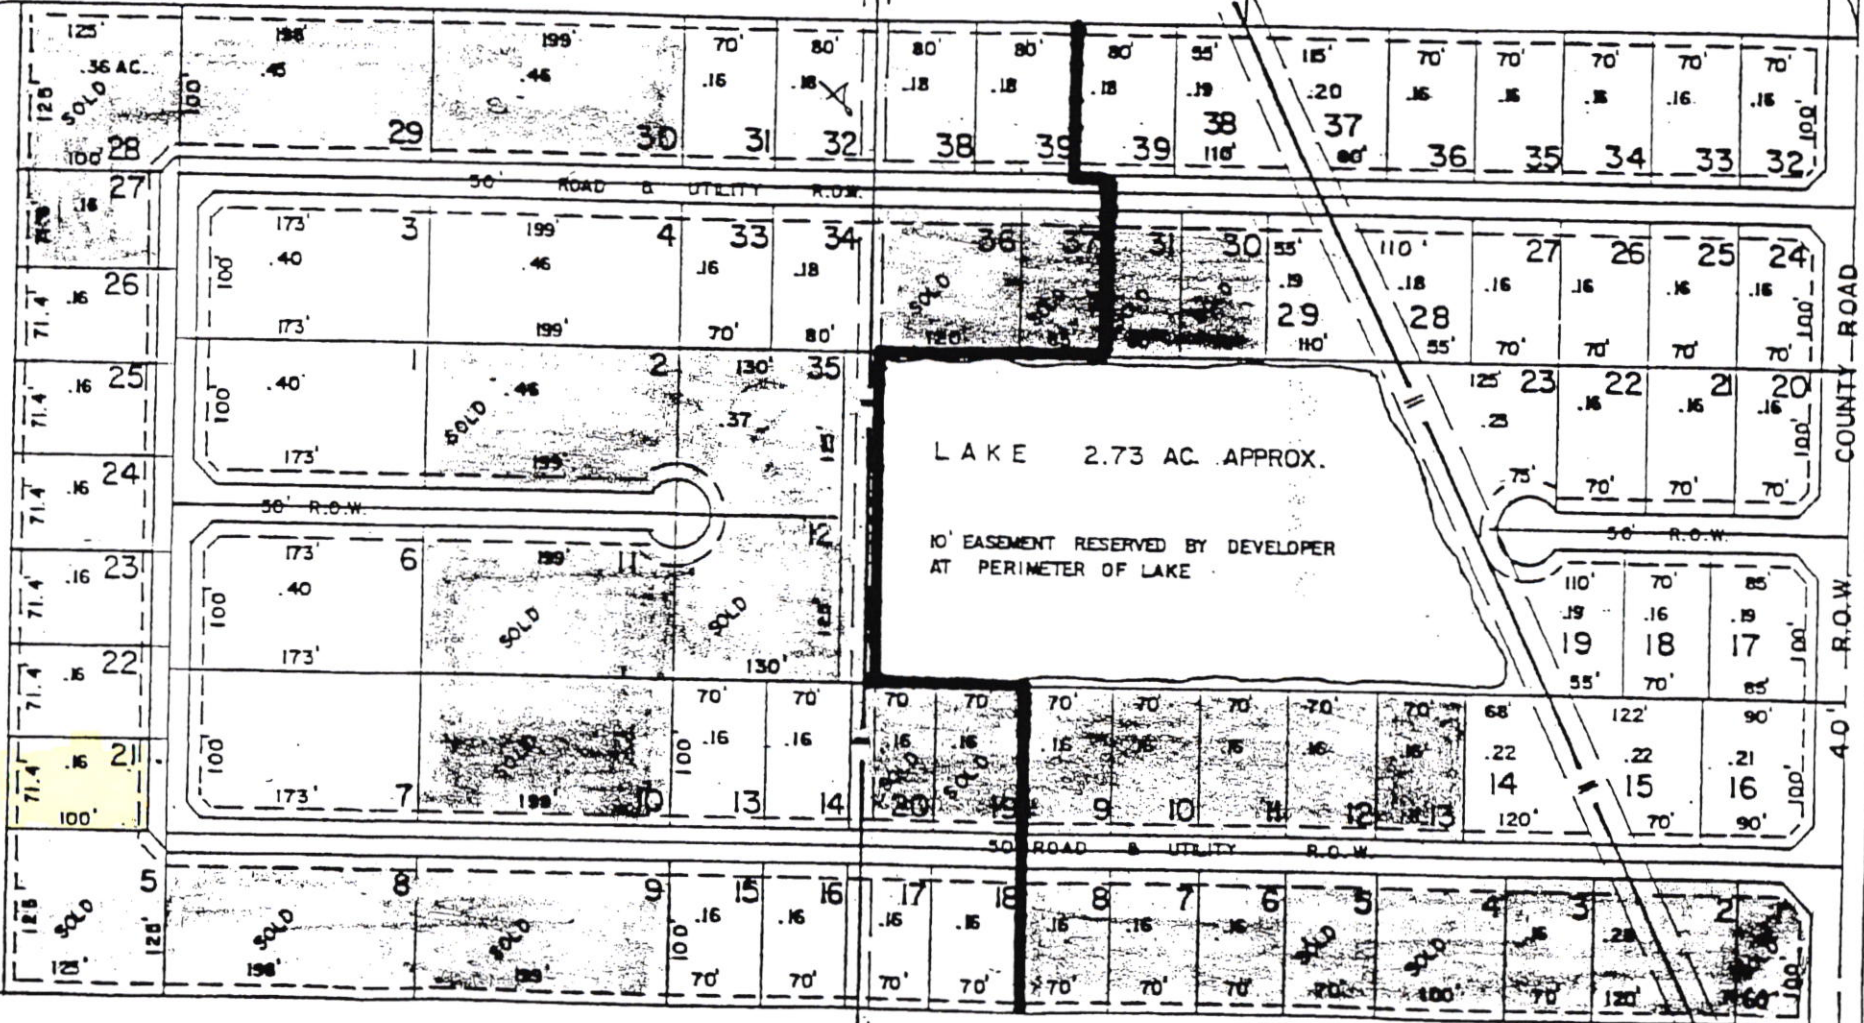 125' 198' 199' 70' 80' 80' 80' 80' 55' 115' 70' 70' 70' 70'
.36 AC. .45 .46 .16 .18 .18 .18 .18 .19 .20 .16 .16 .16 .16 .16
125 SOLD 100' 38 37 100'
100' 28 29 30 31 32 38 39 39 110' 80' 36 35 34 33 32
27 50' ROAD & UTILITY R.O.W.
.16
173' 3 199' 4 33 34 36 37 31 30 55' 110' 27 26 25 24
26 100' .40 .46 .16 .18 SOLD SOLD SOLD .19 .18 .16 .16 .16 .16 100'
71.4' .16 29 28
173' 199' 70' 80' 120' 110' 55' 70' 70' 70'
25 1 2 130' 35 125' 23 22 21 20
71.4' .16 100' .40 .46 .37 .23 .16 .16 .16 100'
SOLD 125'
LAKE 2.73 AC. APPROX.
24 173' 199' 75' 70' 70' 70'
71.4' .16 50' R.O.W. 12 50' R.O.W.
10' EASEMENT RESERVED BY DEVELOPER
AT PERIMETER OF LAKE
23 173' 6 199' 11 110' 70' 85'
71.4' .16 100' .40 SOLD SOLD 125' .19 .16 .19
19 18 17 100'
22 173' 130' 55' 70' 85'
71.4' .16 70' 70' 70 70' 70' 70' 70' 70' 70' 68' 122' 90'
21 100' 100' .16 .16 .16 .16 .16 .16 .16 .16 .22 .22 .21
71.4' .16 SOLD SOLD SOLD 14 15 16 100'
100' 173' 7 199' 10 13 14 20 19 9 10 11 12 13 120' 70' 90'
50' ROAD & UTILITY R.O.W.
5 8 9 15 16 17 18 8 7 6 5 4 3 2
125' SOLD 125' SOLD SOLD 100' .16 .16 .16 .16 .16 .16 .16 SOLD SOLD .16 100'
125' 198' 199' 70' 70' 70' 70' 70' 70' 70' 70' 100' 70' 120' 60'
COUNTY ROAD
40' R.O.W.